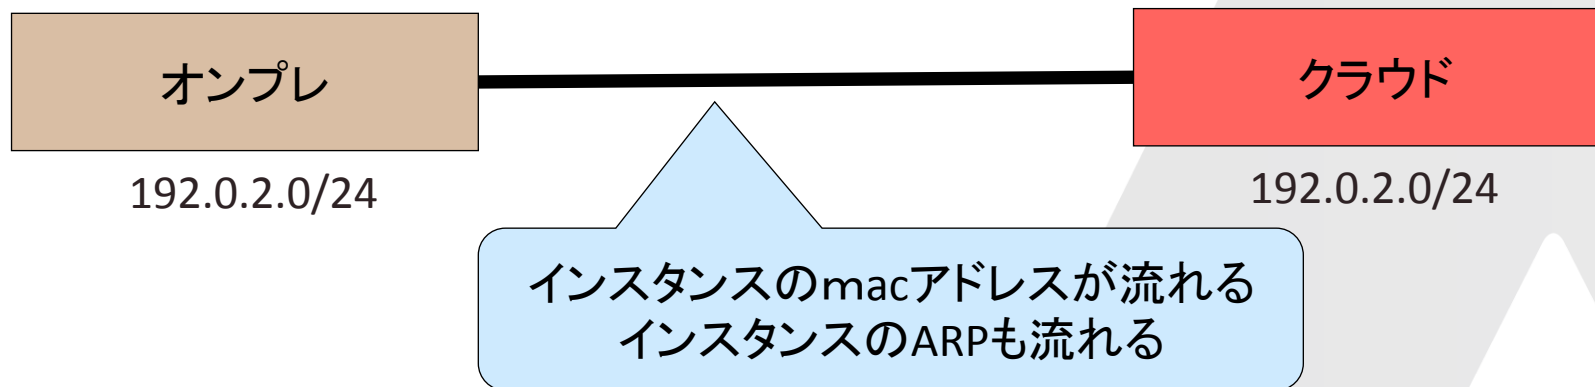 オンプレ
クラウド
192.0.2.0/24
192.0.2.0/24
インスタンスのmacアドレスが流れる
インスタンスのARPも流れる